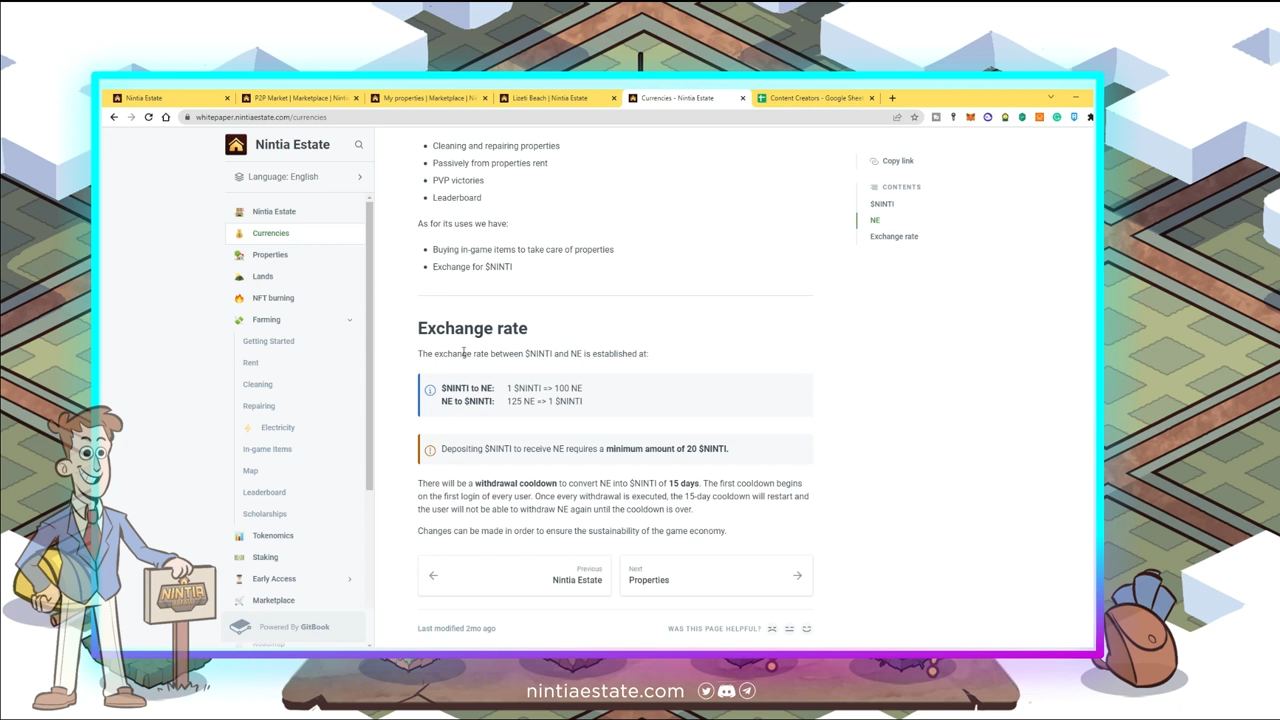 Nintia Estate
P2P Market | Marketplace | Ninti
My properties | Marketplace | Ni
Lizeti Beach | Nintia Estate
Currencies - Nintia Estate
Content Creators - Google Shee
whitepaper.nintiaestate.com/currencies
Nintia Estate
Language: English
Nintia Estate
Currencies
Properties
Lands
NFT burning
Farming
Getting Started
Rent
Cleaning
Repairing
Electricity
In-game Items
Map
Leaderboard
Scholarships
Tokenomics
Staking
Early Access
Marketplace
Powered By GitBook
Roadmap
Cleaning and repairing properties
Passively from properties rent
PVP victories
Leaderboard
As for its uses we have:
Buying in-game items to take care of properties
Exchange for $NINTI
Exchange rate
The exchange rate between $NINTI and NE is established at:
$NINTI to NE: 1 $NINTI => 100 NE
NE to $NINTI: 125 NE => 1 $NINTI
Depositing $NINTI to receive NE requires a minimum amount of 20 $NINTI.
There will be a withdrawal cooldown to convert NE into $NINTI of 15 days. The first cooldown begins
on the first login of every user. Once every withdrawal is executed, the 15-day cooldown will restart and
the user will not be able to withdraw NE again until the cooldown is over.
Changes can be made in order to ensure the sustainability of the game economy.
Previous
Nintia Estate
Next
Properties
Last modified 2mo ago
WAS THIS PAGE HELPFUL?
Copy link
CONTENTS
$NINTI
NE
Exchange rate
NINTIA
ESTATE
nintiaestate.com